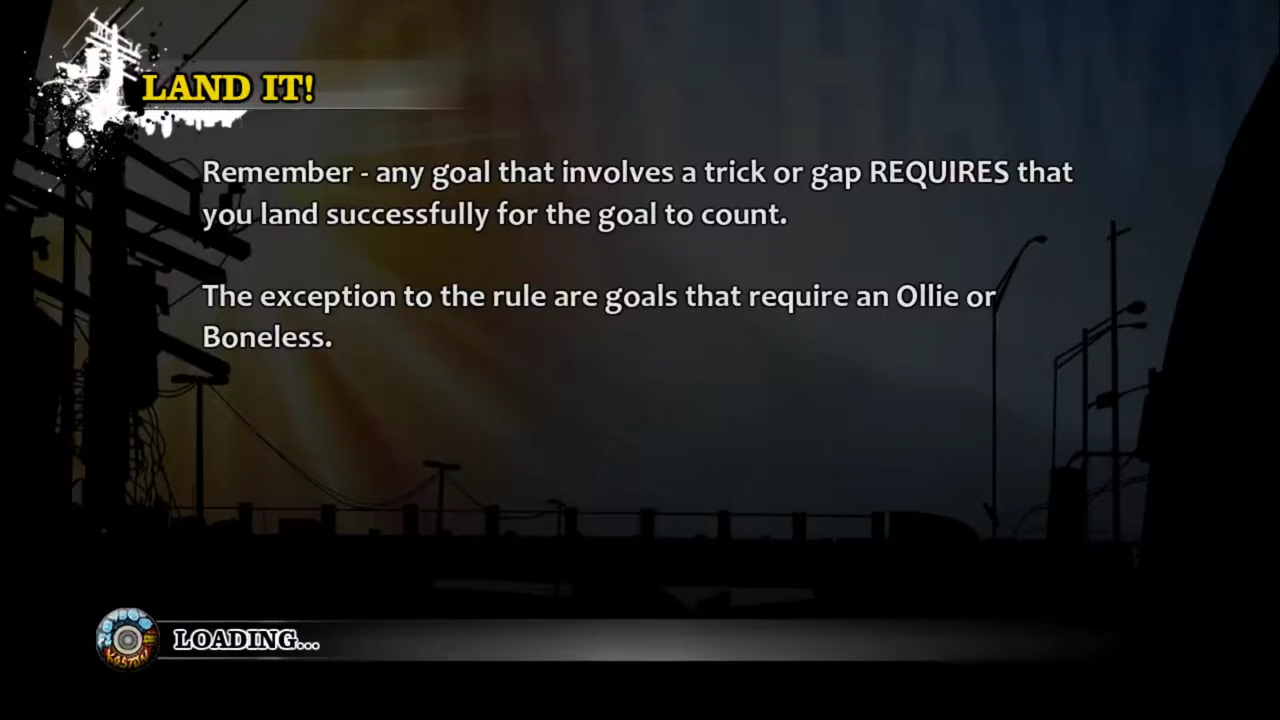 LAND IT!
Remember - any goal that involves a trick or gap REQUIRES that
you land successfully for the goal to count.
The exception to the rule are goals that require an Ollie or
Boneless.
KOSTON
LOADING...